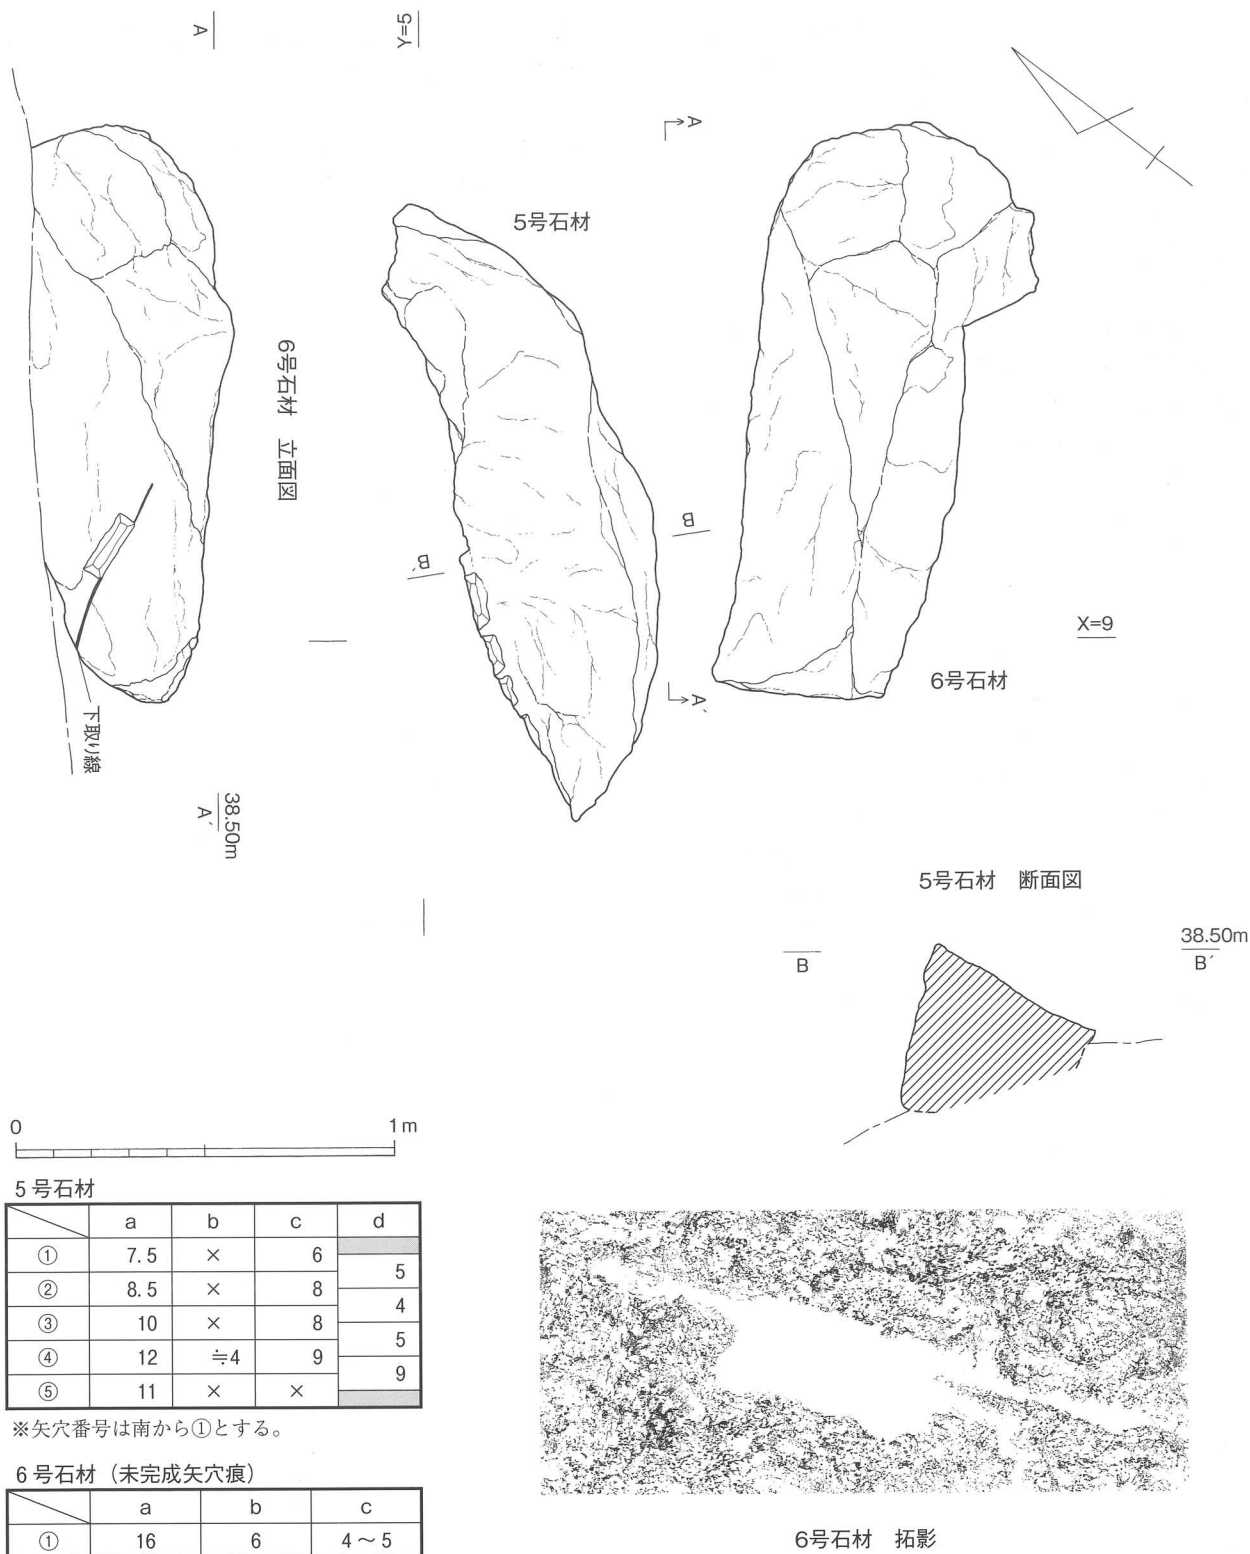 A
Y=5
A
5号石材
6号石材 立面図
B
B´
X=9
6号石材
A´
下取り線
38.50m
A´
5号石材 断面図
B
38.50m
B´
0 1m
5号石材
a b c d
① 7.5 × 6
5
② 8.5 × 8
4
③ 10 × 8
5
④ 12 ≒4 9
9
⑤ 11 × ×
※矢穴番号は南から①とする。
6号石材（未完成矢穴痕）
a b c
① 16 6 4～5
6号石材 拓影